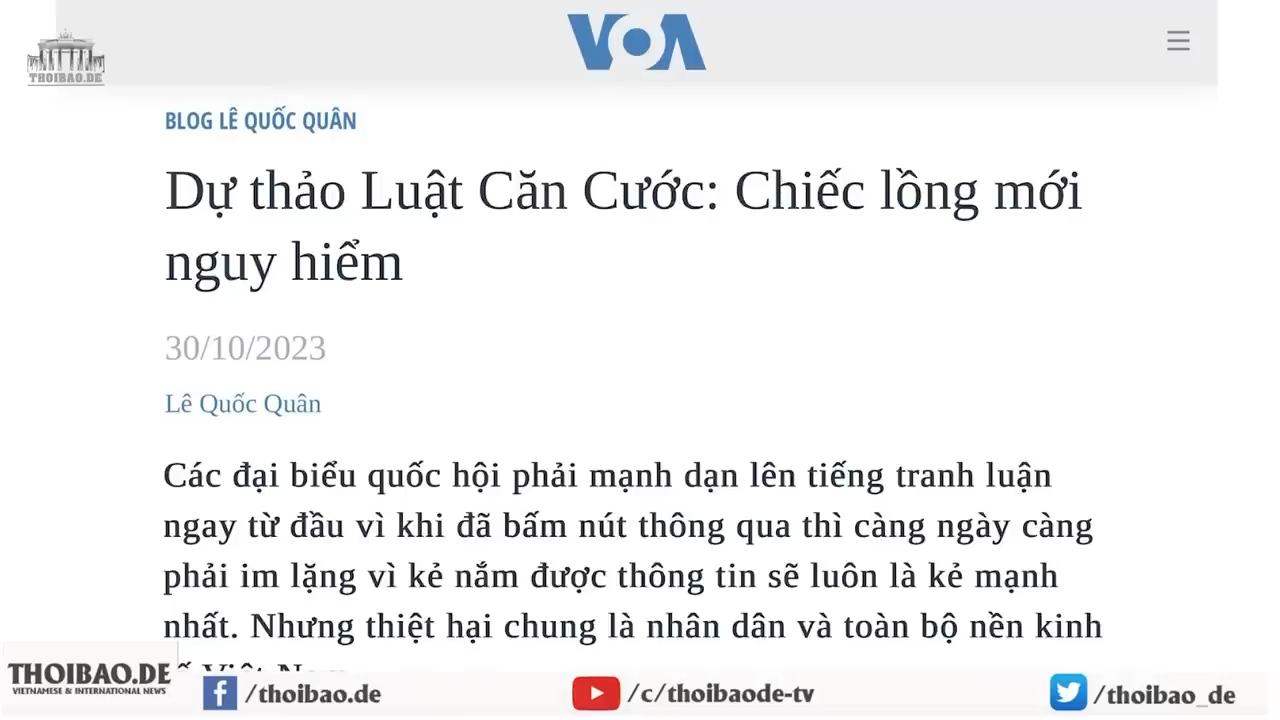 VOA
THOIBAO.DE
BLOG LÊ QUỐC QUÂN
Dự thảo Luật Căn Cước: Chiếc lồng mới
nguy hiểm
30/10/2023
Lê Quốc Quân
Các đại biểu quốc hội phải mạnh dạn lên tiếng tranh luận
ngay từ đầu vì khi đã bấm nút thông qua thì càng ngày càng
phải im lặng vì kẻ nắm được thông tin sẽ luôn là kẻ mạnh
nhất. Nhưng thiệt hại chung là nhân dân và toàn bộ nền kinh
THOIBAO.DE
VIETNAMESE & INTERNATIONAL NEWS
/thoibao.de
/c/thoibaode-tv
/thoibao_de